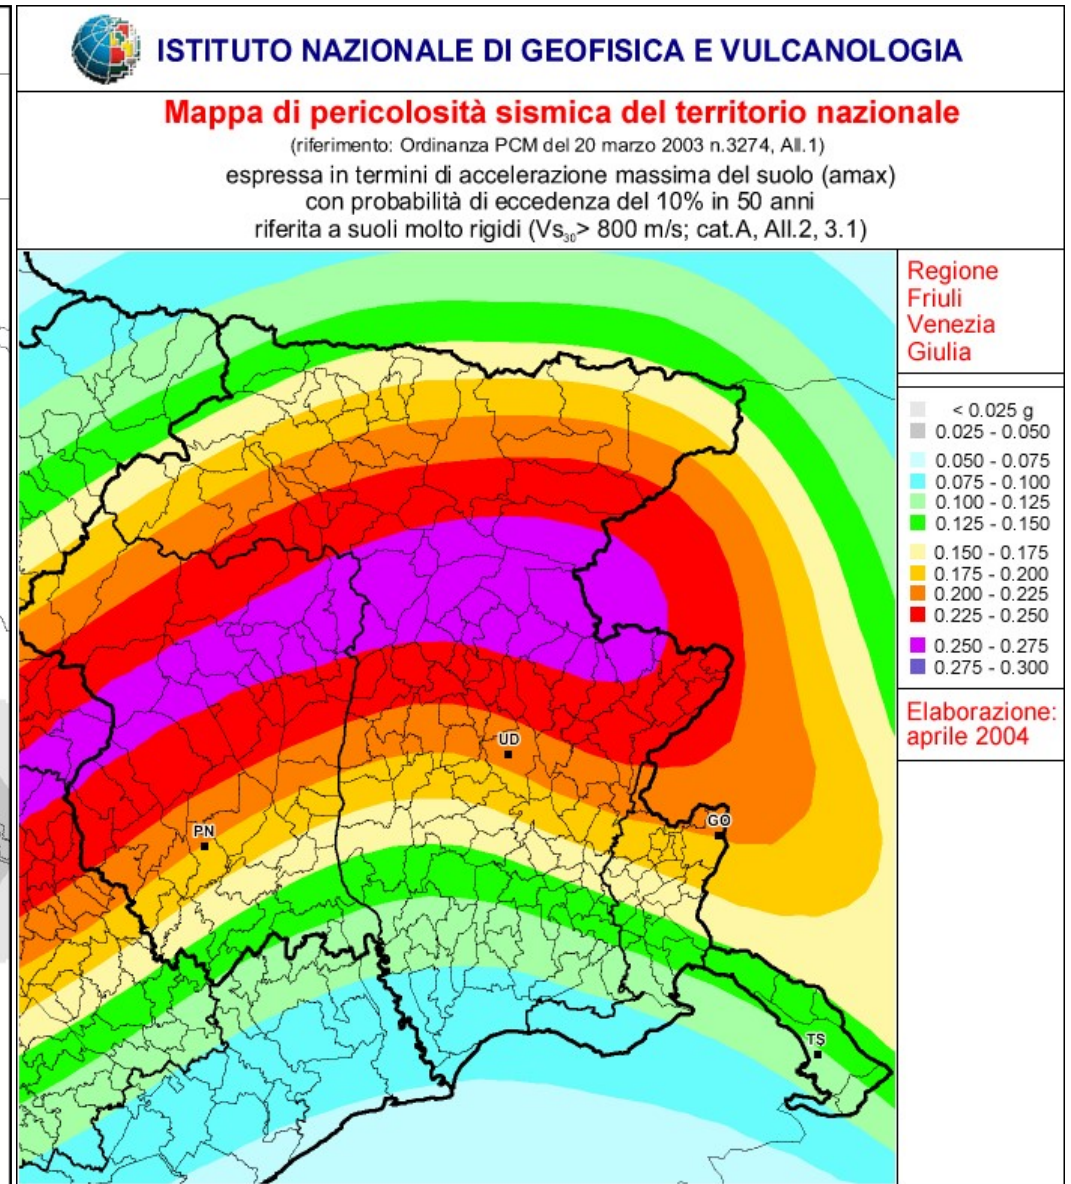 ISTITUTO NAZIONALE DI GEOFISICA E VULCANOLOGIA
Mappa di pericolosità sismica del territorio nazionale
(riferimento: Ordinanza PCM del 20 marzo 2003 n.3274, All.1)
espressa in termini di accelerazione massima del suolo (amax)
con probabilità di eccedenza del 10% in 50 anni
riferita a suoli molto rigidi (Vs30> 800 m/s; cat.A, All.2, 3.1)
Regione
Friuli
Venezia
Giulia
< 0.025 g
0.025 - 0.050
0.050 - 0.075
0.075 - 0.100
0.100 - 0.125
0.125 - 0.150
0.150 - 0.175
0.175 - 0.200
0.200 - 0.225
0.225 - 0.250
0.250 - 0.275
0.275 - 0.300
Elaborazione:
aprile 2004
UD
PN
GO
TS